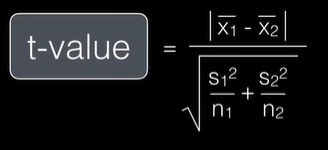 t-value = |x̅₁ - x̅₂|
√ s₁²/n₁ + s₂²/n₂